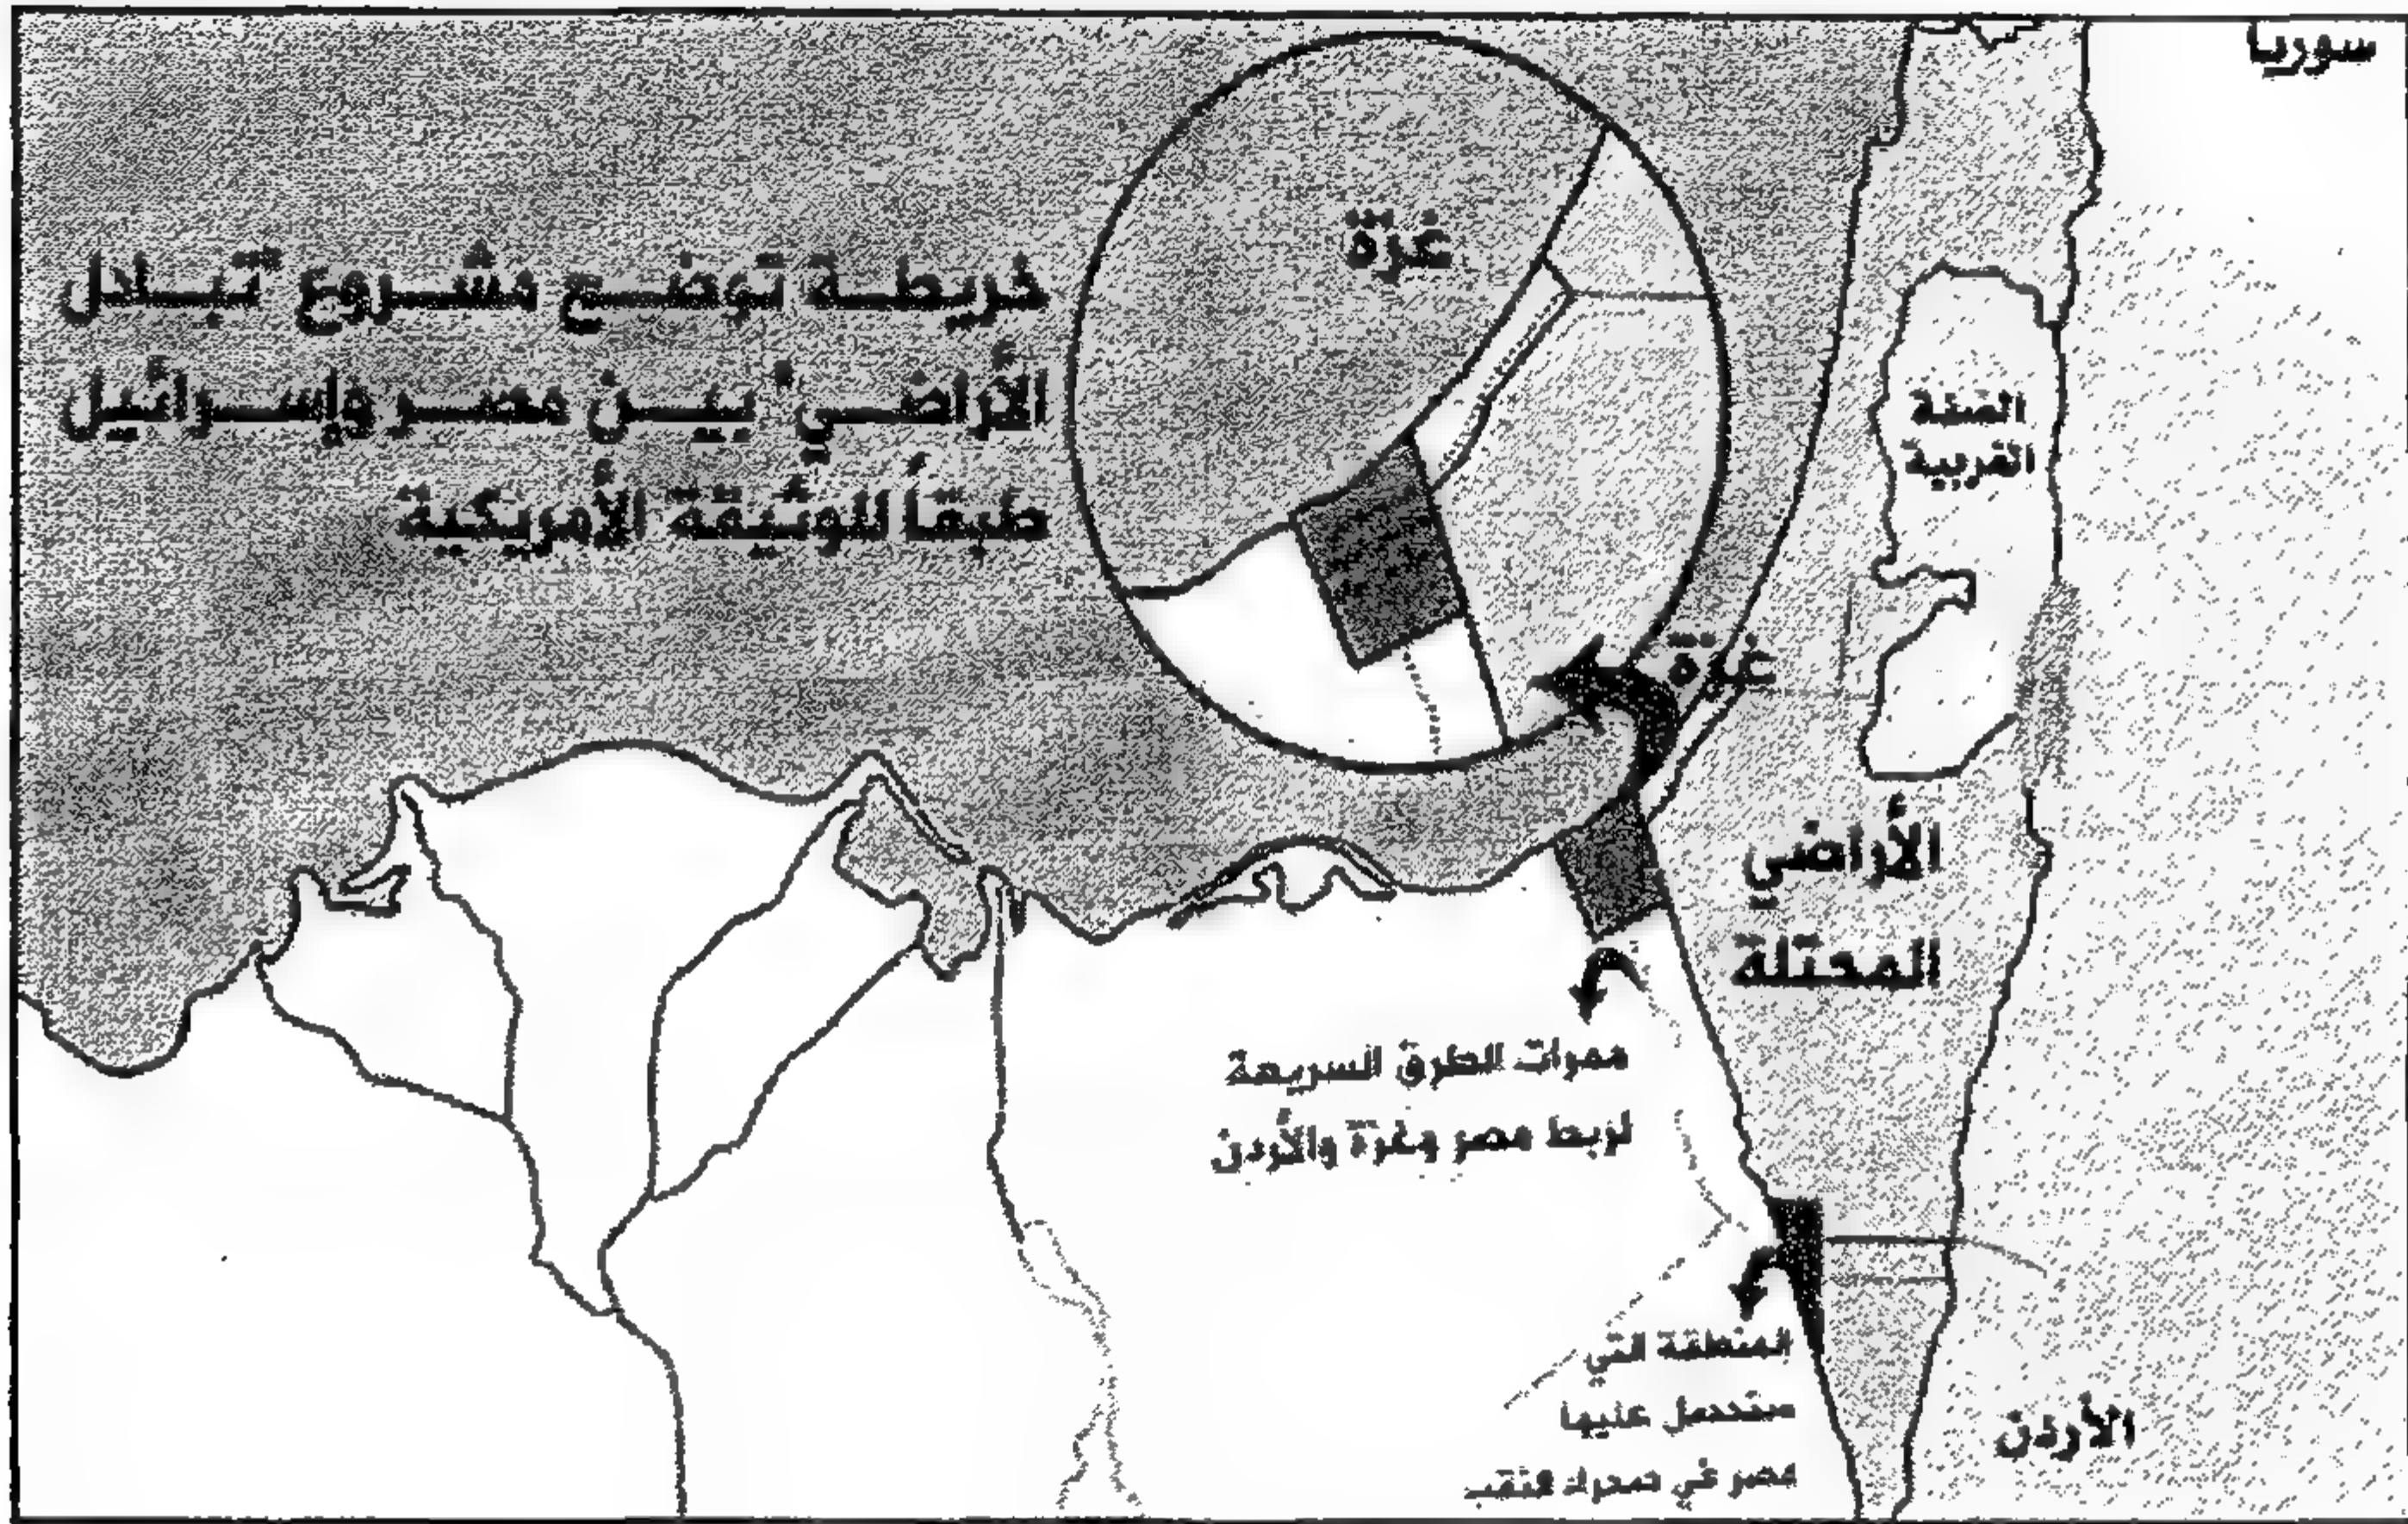 سوريا
غزة
خريطة توضح مشروع "تبادل
الأراضي" بين مصر وإسرائيل
طبقاً للوثيقة الأمريكية
الضفة
الغربية
غزة
الأراضي
المحتلة
ممرات الطرق السريعة
لربط مصر وغزة والأردن
المنطقة التي
ستحصل عليها
مصر في صحراء النقب
الأردن